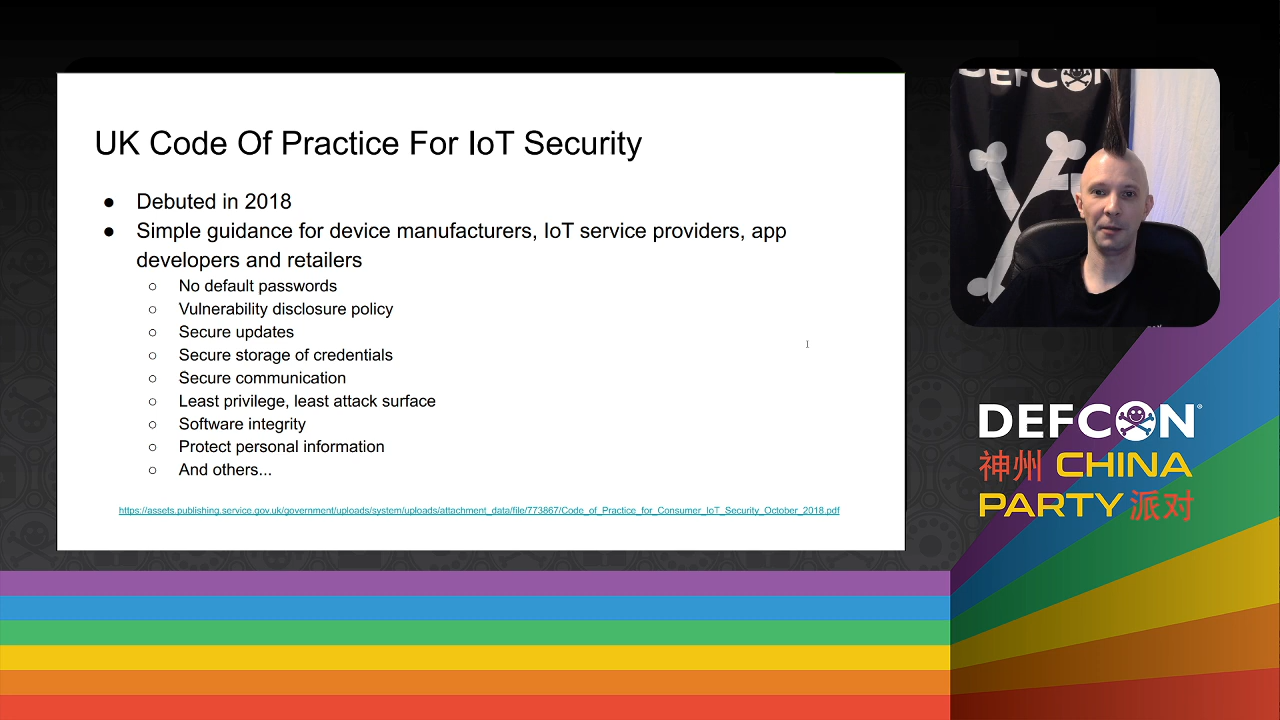 UK Code Of Practice For IoT Security
● Debuted in 2018
● Simple guidance for device manufacturers, IoT service providers, app
developers and retailers
○ No default passwords
○ Vulnerability disclosure policy
○ Secure updates
○ Secure storage of credentials
○ Secure communication
○ Least privilege, least attack surface
○ Software integrity
○ Protect personal information
○ And others...
https://assets.publishing.service.gov.uk/government/uploads/system/uploads/attachment_data/file/773867/Code_of_Practice_for_Consumer_IoT_Security_October_2018.pdf
DEFCON
DEFCON®
神州 CHINA
PARTY 派对